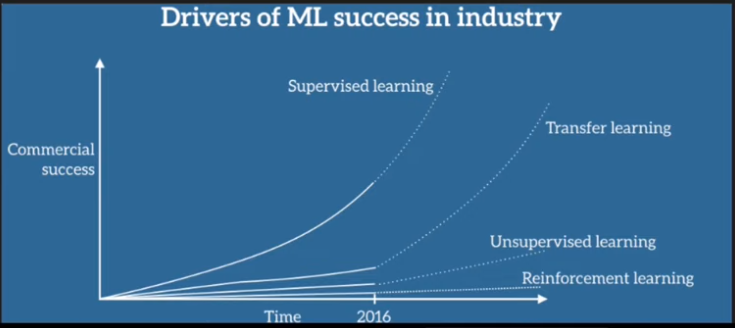 Drivers of ML success in industry
Supervised learning
Transfer learning
Commercial
success
Unsupervised learning
Reinforcement learning
Time
2016